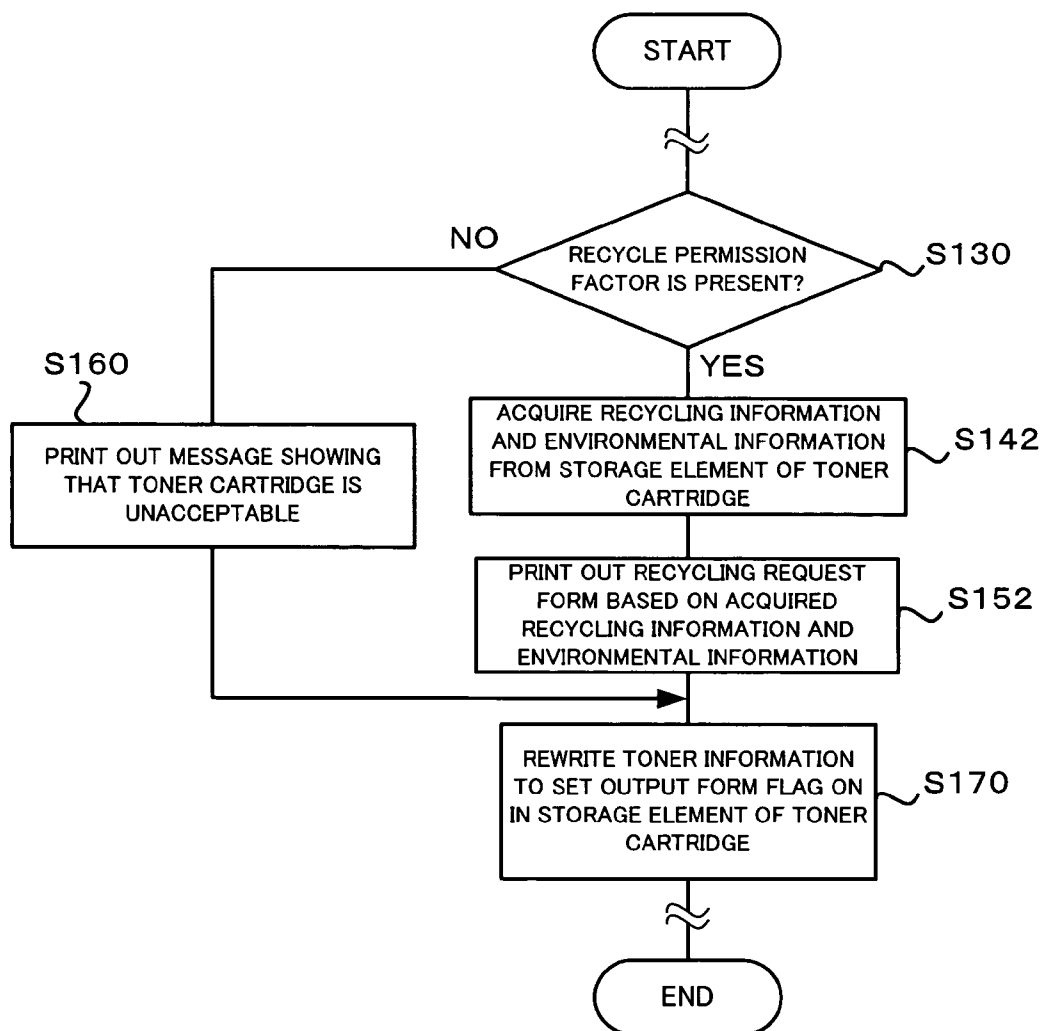 START
NO
RECYCLE PERMISSION
FACTOR IS PRESENT?
S130
YES
S160
PRINT OUT MESSAGE SHOWING
THAT TONER CARTRIDGE IS
UNACCEPTABLE
ACQUIRE RECYCLING INFORMATION
AND ENVIRONMENTAL INFORMATION
FROM STORAGE ELEMENT OF TONER
CARTRIDGE
S142
PRINT OUT RECYCLING REQUEST
FORM BASED ON ACQUIRED
RECYCLING INFORMATION AND
ENVIRONMENTAL INFORMATION
S152
REWRITE TONER INFORMATION
TO SET OUTPUT FORM FLAG ON
IN STORAGE ELEMENT OF TONER
CARTRIDGE
S170
END